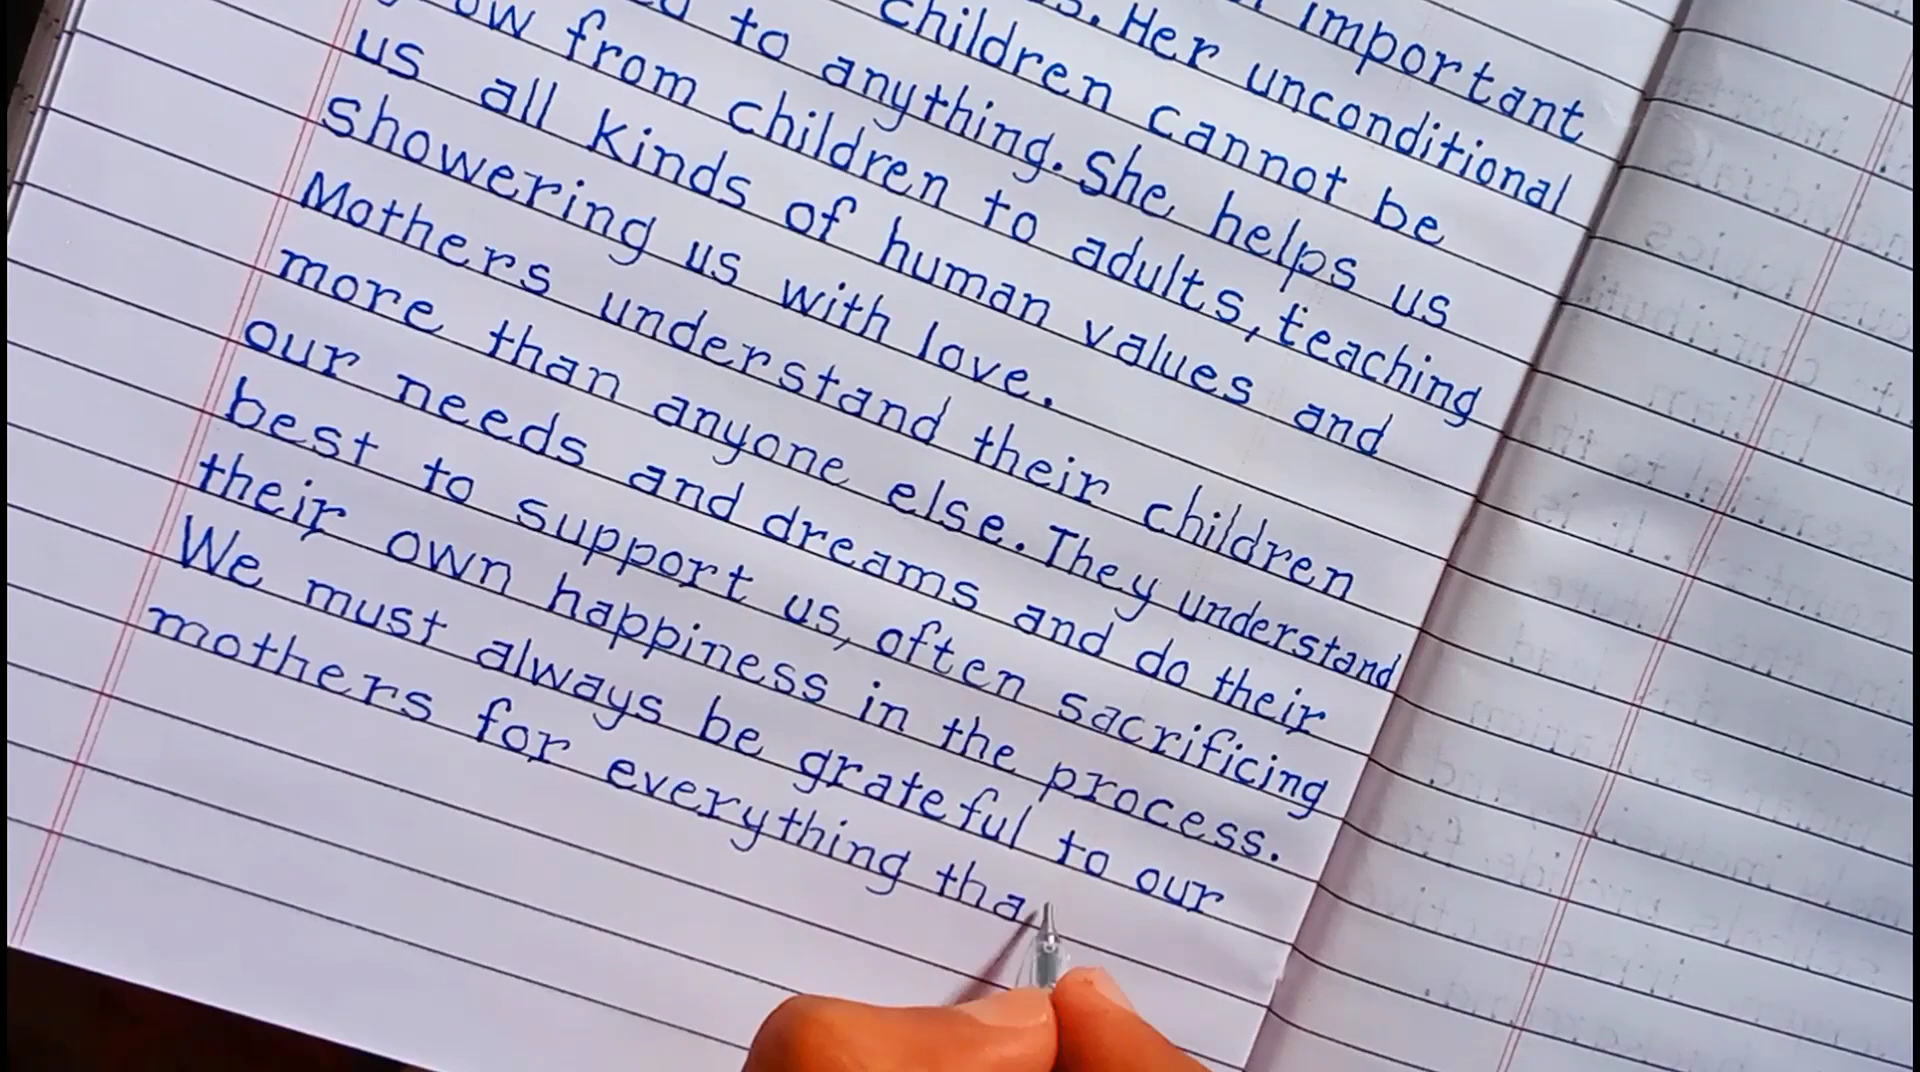 important
Her unconditional
children cannot be
to anything. She helps us
from children to adults, teaching
us all kinds of human values and
showering us with love.
Mothers understand their children
more than anyone else. They understand
our needs and dreams and do their
best to support us, often sacrificing
their own happiness in the process.
We must always be grateful to our
mothers for everything tha